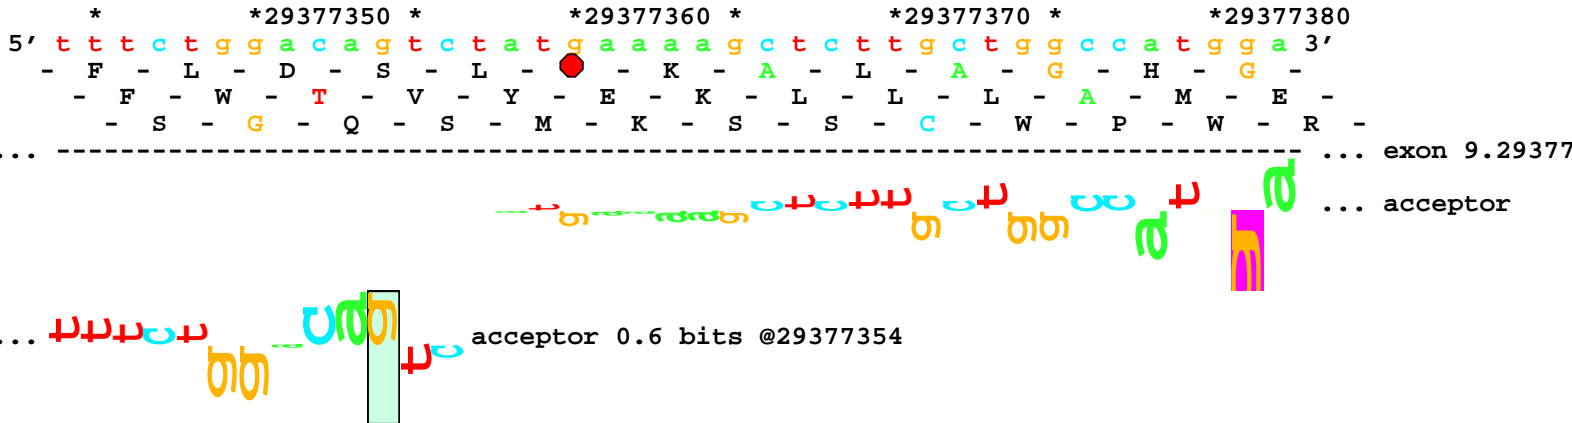 * *29377350 * *29377360 * *29377370 * *29377380
5′ t t t c t g g a c a g t c t a t g a a a a g c t c t t g c t g g c c a t g g a 3′
- F - L - D - S - L - - K - A - L - A - G - H - G -
- F - W - T - V - Y - E - K - L - L - L - A - M - E -
- S - G - Q - S - M - K - S - S - C - W - P - W - R -
... ------------------------------------------------------------------------------ ... exon 9.29377
a t g a a a a g c t c t t g c t g g c c a t g g a ... acceptor
... t t t c t g g a c a g t c acceptor 0.6 bits @29377354